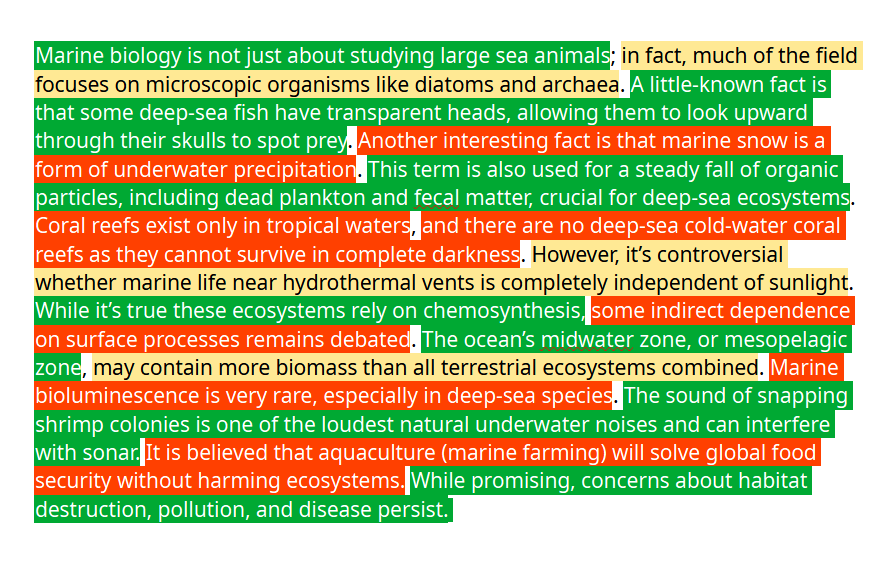 Marine biology is not just about studying large sea animals; in fact, much of the field
focuses on microscopic organisms like diatoms and archaea. A little-known fact is
that some deep-sea fish have transparent heads, allowing them to look upward
through their skulls to spot prey. Another interesting fact is that marine snow is a
form of underwater precipitation. This term is also used for a steady fall of organic
particles, including dead plankton and fecal matter, crucial for deep-sea ecosystems.
Coral reefs exist only in tropical waters, and there are no deep-sea cold-water coral
reefs as they cannot survive in complete darkness. However, it’s controversial
whether marine life near hydrothermal vents is completely independent of sunlight.
While it’s true these ecosystems rely on chemosynthesis, some indirect dependence
on surface processes remains debated. The ocean’s midwater zone, or mesopelagic
zone, may contain more biomass than all terrestrial ecosystems combined. Marine
bioluminescence is very rare, especially in deep-sea species. The sound of snapping
shrimp colonies is one of the loudest natural underwater noises and can interfere
with sonar. It is believed that aquaculture (marine farming) will solve global food
security without harming ecosystems. While promising, concerns about habitat
destruction, pollution, and disease persist.